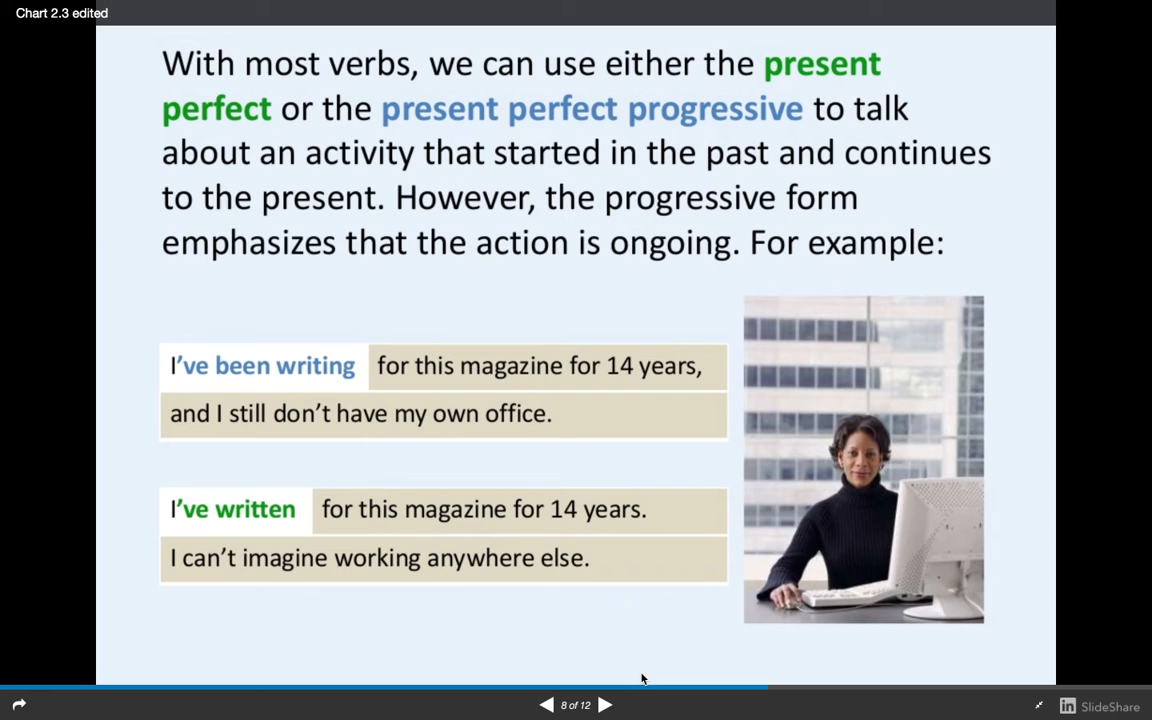 Chart 2.3 edited
With most verbs, we can use either the present
perfect or the present perfect progressive to talk
about an activity that started in the past and continues
to the present. However, the progressive form
emphasizes that the action is ongoing. For example:
I've been writing for this magazine for 14 years,
and I still don't have my own office.
I've written for this magazine for 14 years.
I can't imagine working anywhere else.
8 of 12
in SlideShare